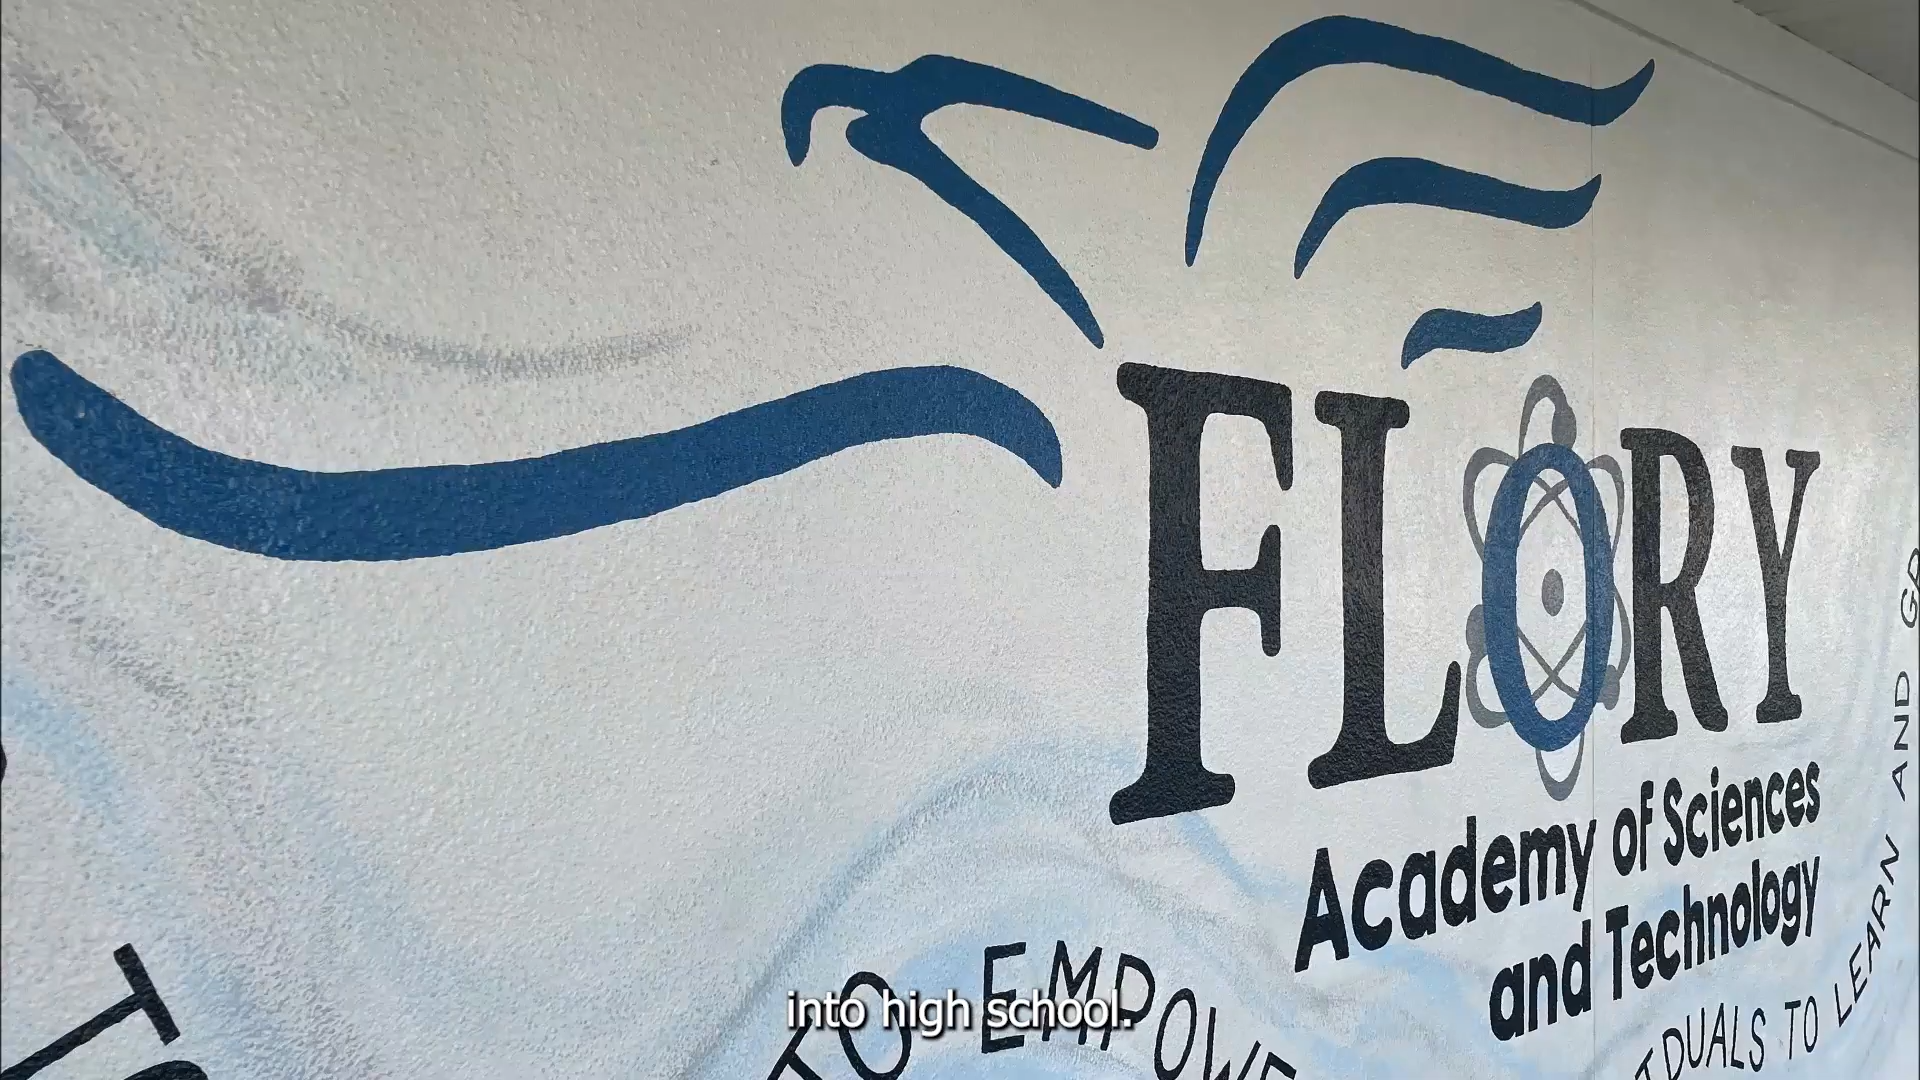 FLORY
Academy of Sciences
and Technology
TO EMPOWE
DUALS TO LEARN AND
into high school.